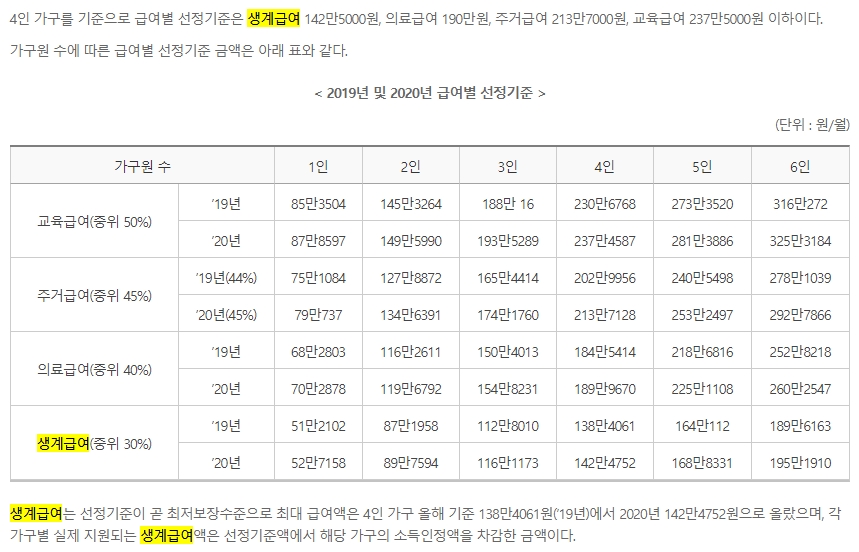 4인 가구를 기준으로 급여별 선정기준은 생계급여 142만5000원, 의료급여 190만원, 주거급여 213만7000원, 교육급여 237만5000원 이하이다.
가구원 수에 따른 급여별 선정기준 금액은 아래 표와 같다.
< 2019년 및 2020년 급여별 선정기준 >
(단위 : 원/월)
가구원 수 1인 2인 3인 4인 5인 6인
교육급여(중위 50%) ’19년 85만3504 145만3264 188만 16 230만6768 273만3520 316만272
’20년 87만8597 149만5990 193만5289 237만4587 281만3886 325만3184
주거급여(중위 45%) ’19년(44%) 75만1084 127만8872 165만4414 202만9956 240만5498 278만1039
’20년(45%) 79만737 134만6391 174만1760 213만7128 253만2497 292만7866
의료급여(중위 40%) ’19년 68만2803 116만2611 150만4013 184만5414 218만6816 252만8218
’20년 70만2878 119만6792 154만8231 189만9670 225만1108 260만2547
생계급여(중위 30%) ’19년 51만2102 87만1958 112만8010 138만4061 164만112 189만6163
’20년 52만7158 89만7594 116만1173 142만4752 168만8331 195만1910
생계급여는 선정기준이 곧 최저보장수준으로 최대 급여액은 4인 가구 올해 기준 138만4061원(’19년)에서 2020년 142만4752원으로 올랐으며, 각
가구별 실제 지원되는 생계급여액은 선정기준액에서 해당 가구의 소득인정액을 차감한 금액이다.